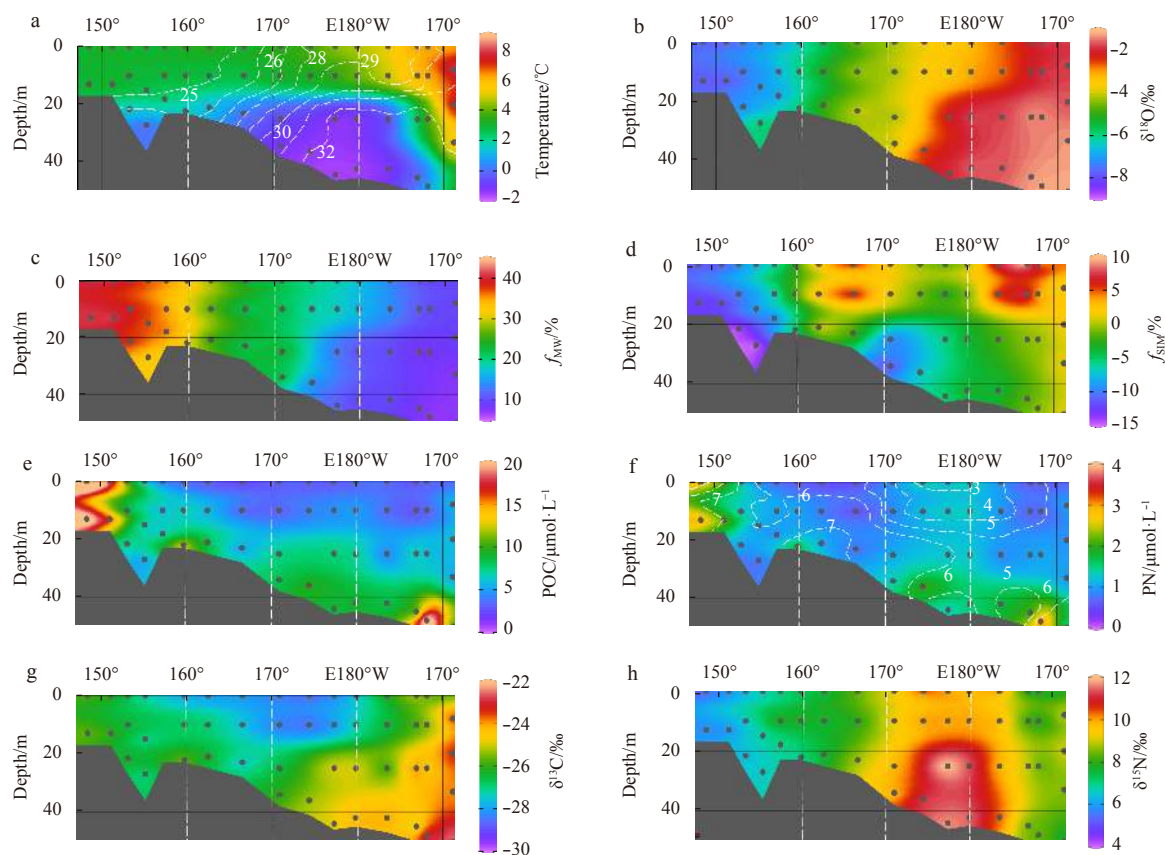 a
150° 160° 170° E180°W 170°
0
20
40
Depth/m
25 26 28 29 30 32
8
6
4
2
0
−2
Temperature/℃
b
150° 160° 170° E180°W 170°
0
20
40
Depth/m
−2
−4
−6
−8
δ¹⁸O/‰
c
150° 160° 170° E180°W 170°
0
20
40
Depth/m
40
30
20
10
f_MW/%
d
150° 160° 170° E180°W 170°
0
20
40
Depth/m
10
5
0
−5
−10
−15
f_SIM/%
e
150° 160° 170° E180°W 170°
0
20
40
Depth/m
20
15
10
5
0
POC/μmol·L⁻¹
f
150° 160° 170° E180°W 170°
0
20
40
Depth/m
7 6 3 4 5 7 6 5 6
4
3
2
1
0
PN/μmol·L⁻¹
g
150° 160° 170° E180°W 170°
0
20
40
Depth/m
−22
−24
−26
−28
−30
δ¹³C/‰
h
150° 160° 170° E180°W 170°
0
20
40
Depth/m
12
10
8
6
4
δ¹⁵N/‰